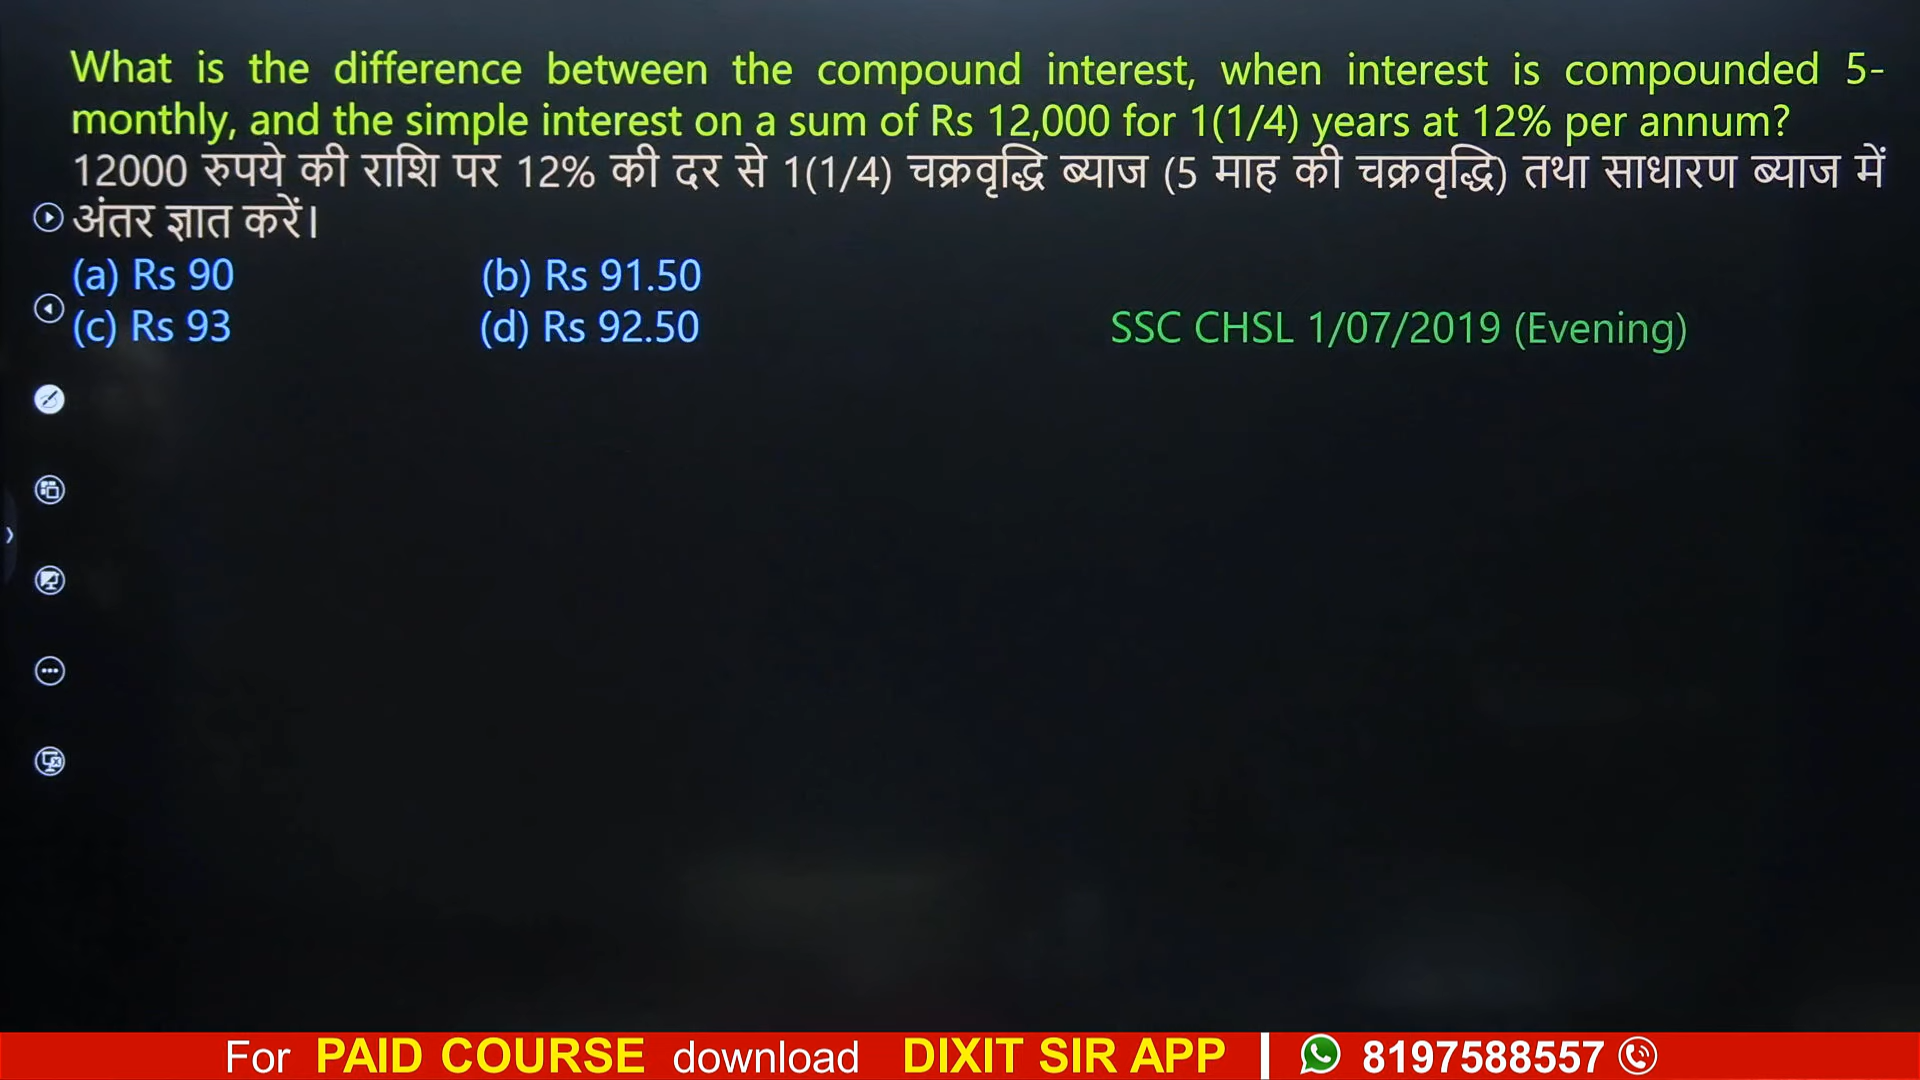 What is the difference between the compound interest, when interest is compounded 5-
monthly, and the simple interest on a sum of Rs 12,000 for 1(1/4) years at 12% per annum?
12000 रुपये की राशि पर 12% की दर से 1(1/4) चक्रवृद्धि ब्याज (5 माह की चक्रवृद्धि) तथा साधारण ब्याज में
अंतर ज्ञात करें।
(a) Rs 90 (b) Rs 91.50
(c) Rs 93 (d) Rs 92.50 SSC CHSL 1/07/2019 (Evening)
For PAID COURSE download DIXIT SIR APP | 8197588557